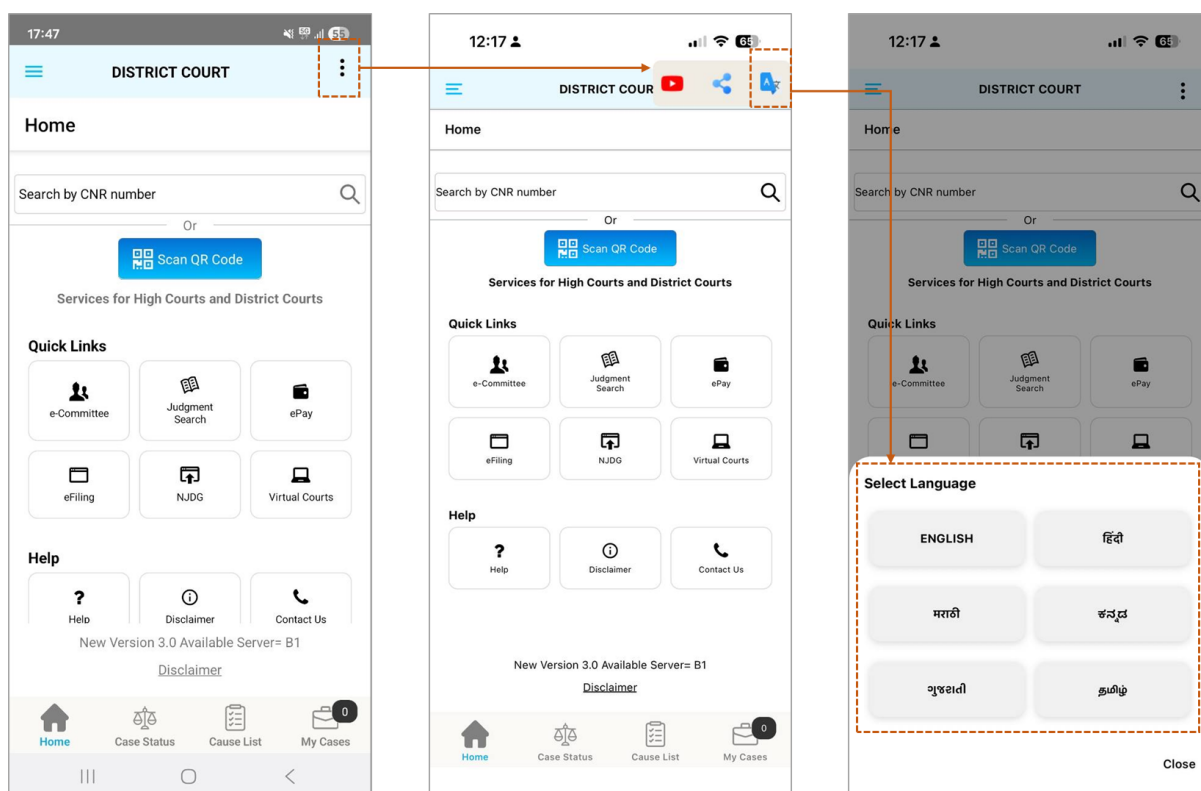 17:47
5G
55
DISTRICT COURT
Home
Search by CNR number
Or
Scan QR Code
Services for High Courts and District Courts
Quick Links
e-Committee
Judgment
Search
ePay
eFiling
NJDG
Virtual Courts
Help
Help
Disclaimer
Contact Us
New Version 3.0 Available Server= B1
Disclaimer
0
Home
Case Status
Cause List
My Cases
12:17
65
DISTRICT COUR
Home
Search by CNR number
Or
Scan QR Code
Services for High Courts and District Courts
Quick Links
e-Committee
Judgment
Search
ePay
eFiling
NJDG
Virtual Courts
Help
Help
Disclaimer
Contact Us
New Version 3.0 Available Server= B1
Disclaimer
0
Home
Case Status
Cause List
My Cases
12:17
65
DISTRICT COURT
Home
Search by CNR number
Or
Scan QR Code
Services for High Courts and District Courts
Quick Links
e-Committee
Judgment
Search
ePay
Select Language
ENGLISH
हिंदी
मराठी
ಕನ್ನಡ
ગુજરાતી
தமிழ்
Close